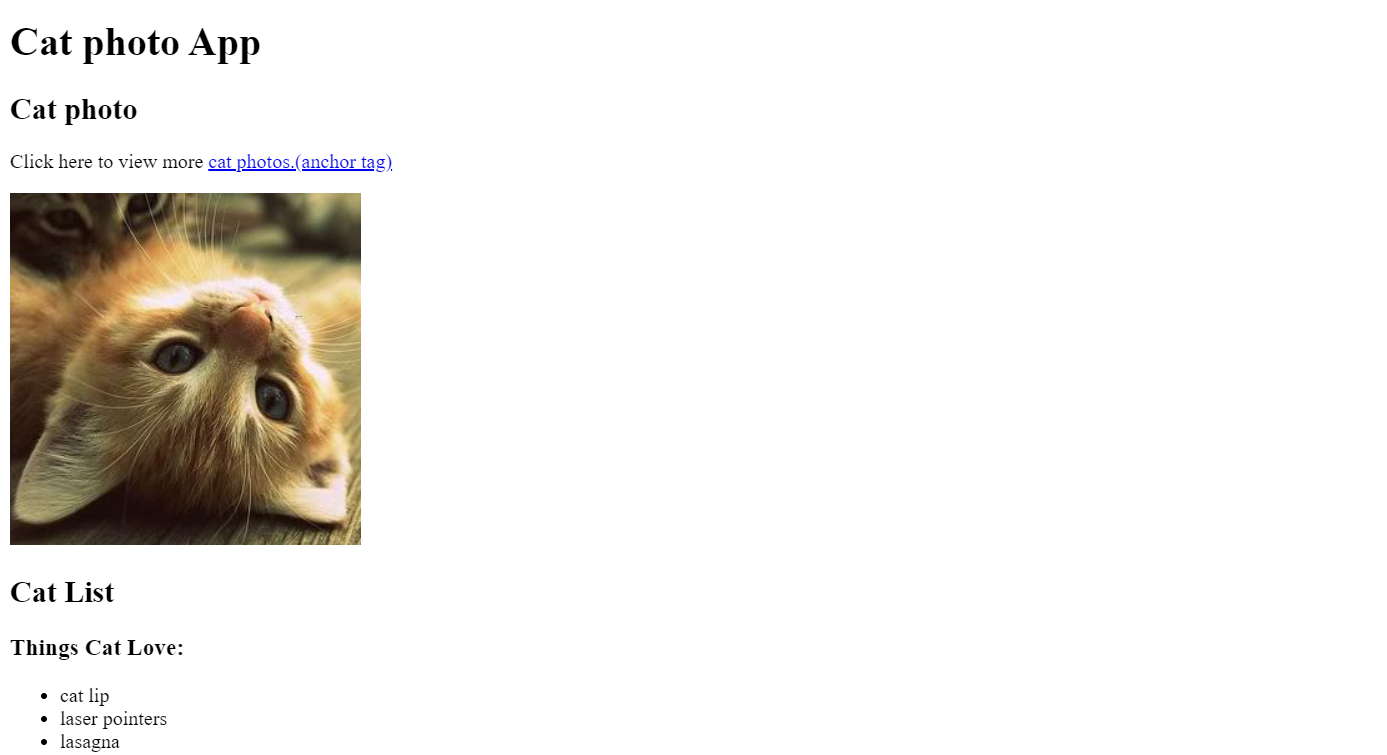 Cat photo App
Cat photo
Click here to view more cat photos.(anchor tag)
Cat List
Things Cat Love:
cat lip
laser pointers
lasagna